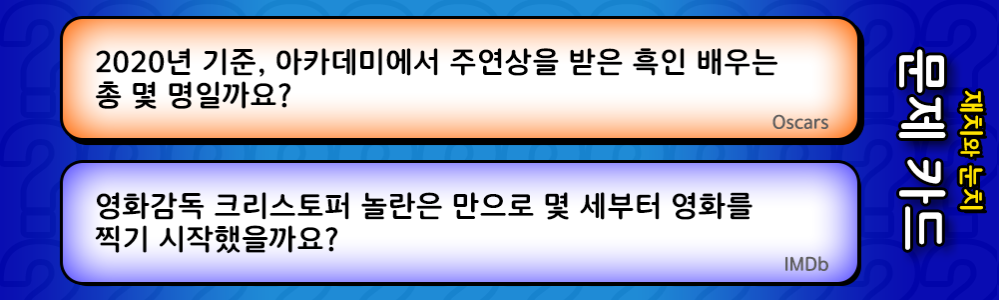 2020년 기준, 아카데미에서 주연상을 받은 흑인 배우는
총 몇 명일까요?
Oscars
영화감독 크리스토퍼 놀란은 만으로 몇 세부터 영화를
찍기 시작했을까요?
IMDb
재치와 눈치
문제 카드